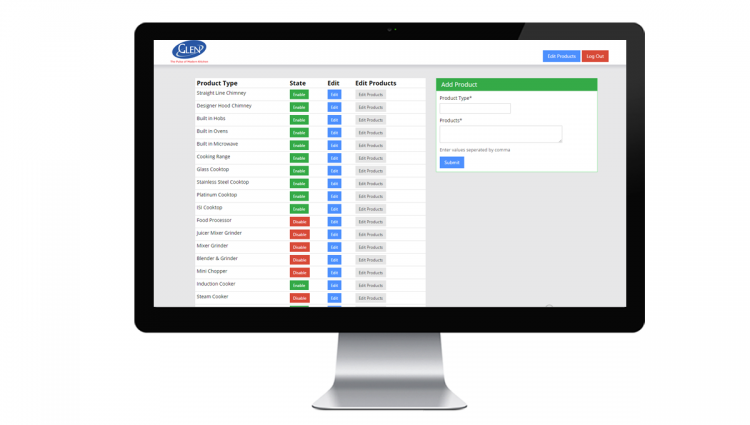 GLEN
Edit Products Log Out
Product Type State Edit Edit Products
Straight Line Chimney Enable Edit Edit Products
Designer Hood Chimney Enable Edit Edit Products
Built in Hobs Enable Edit Edit Products
Built in Ovens Enable Edit Edit Products
Built in Microwave Enable Edit Edit Products
Cooking Range Enable Edit Edit Products
Glass Cooktop Enable Edit Edit Products
Stainless Steel Cooktop Enable Edit Edit Products
Platinum Cooktop Enable Edit Edit Products
ISI Cooktop Enable Edit Edit Products
Food Processor Disable Edit Edit Products
Juicer Mixer Grinder Disable Edit Edit Products
Mixer Grinder Disable Edit Edit Products
Blender & Grinder Disable Edit Edit Products
Mini Chopper Disable Edit Edit Products
Induction Cooker Enable Edit Edit Products
Steam Cooker Disable Edit Edit Products
Add Product
Product Type*
Products*
Enter values separated by comma
Submit